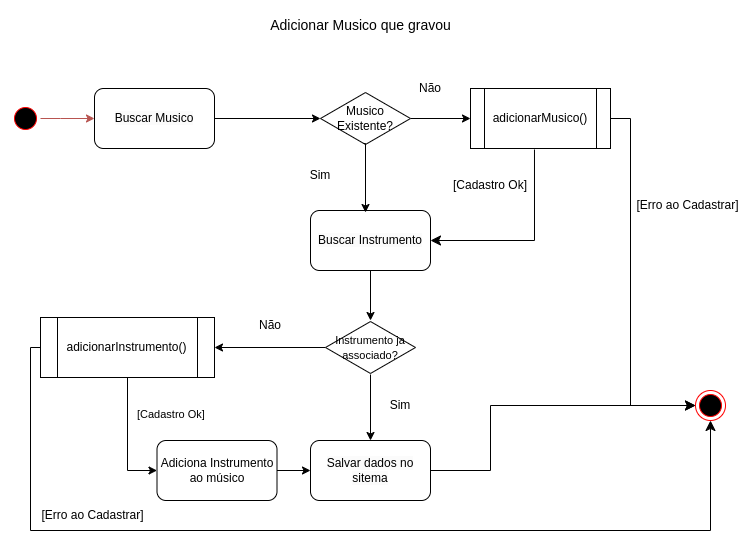 Adicionar Musico que gravou
Não
Buscar Musico
Musico
Existente?
adicionarMusico()
Sim
[Cadastro Ok]
[Erro ao Cadastrar]
Buscar Instrumento
Não
adicionarInstrumento()
Instrumento ja
associado?
Sim
[Cadastro Ok]
Adiciona Instrumento
ao músico
Salvar dados no
sitema
[Erro ao Cadastrar]